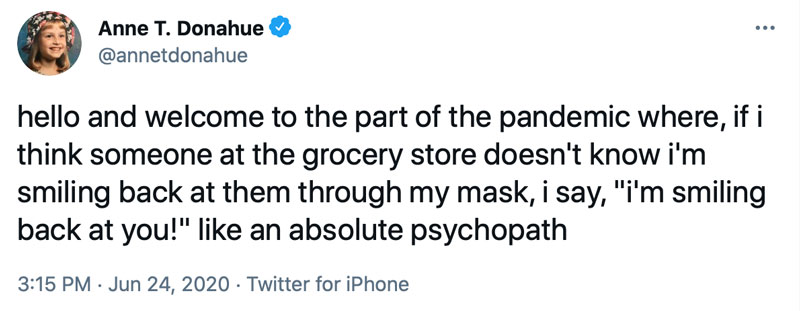 Anne T. Donahue
@annetdonahue
hello and welcome to the part of the pandemic where, if i
think someone at the grocery store doesn't know i'm
smiling back at them through my mask, i say, "i'm smiling
back at you!" like an absolute psychopath
3:15 PM · Jun 24, 2020 · Twitter for iPhone